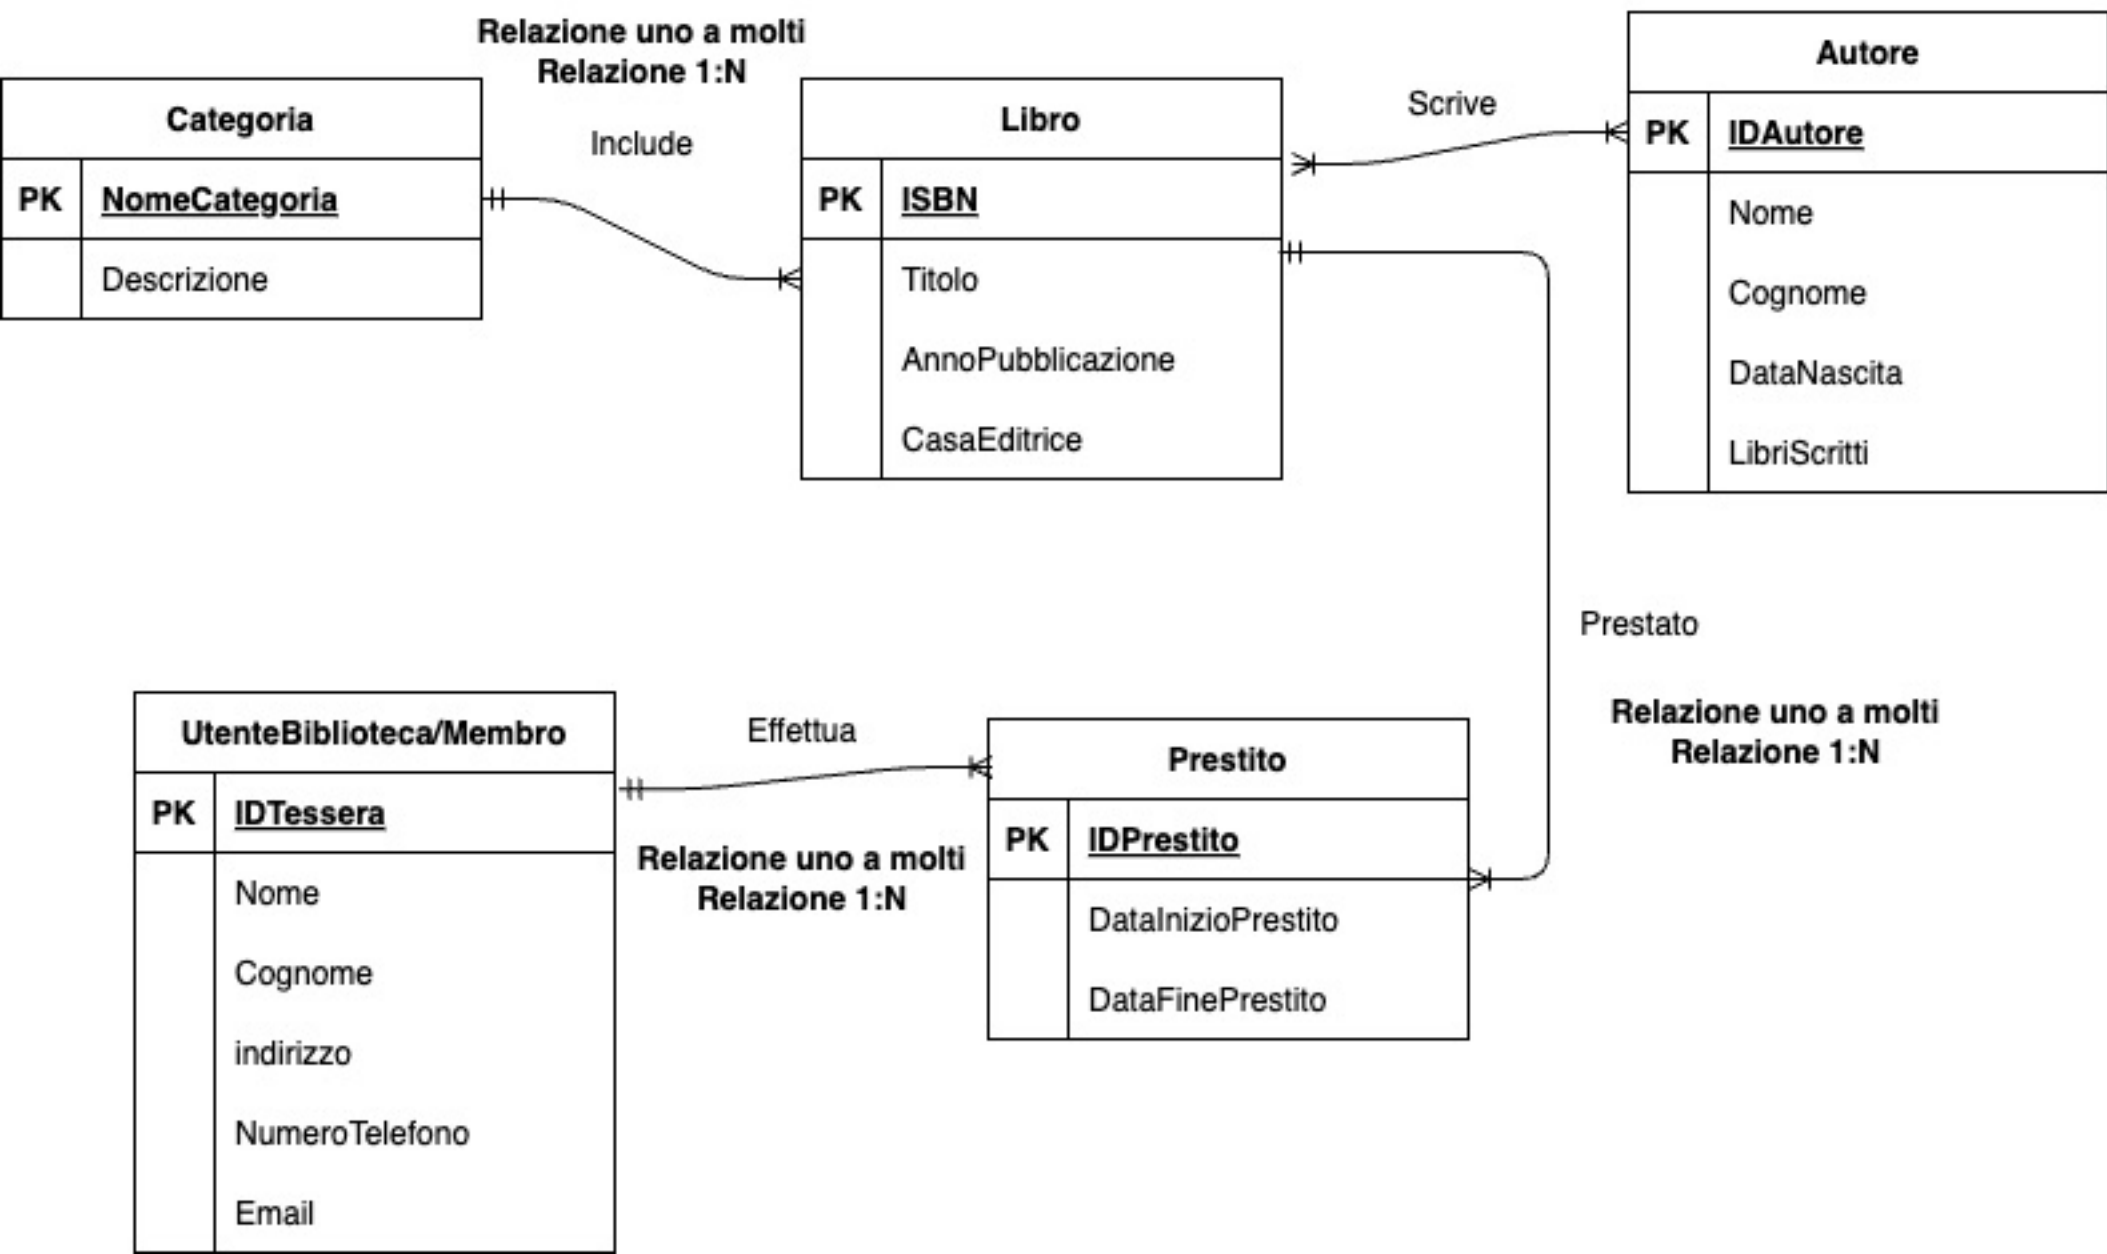 Relazione uno a molti
Relazione 1:N
Categoria
PK NomeCategoria
Descrizione
Include
Libro
PK ISBN
Titolo
AnnoPubblicazione
CasaEditrice
Scrive
Autore
PK IDAutore
Nome
Cognome
DataNascita
LibriScritti
Prestato
Relazione uno a molti
Relazione 1:N
UtenteBiblioteca/Membro
PK IDTessera
Nome
Cognome
indirizzo
NumeroTelefono
Email
Effettua
Relazione uno a molti
Relazione 1:N
Prestito
PK IDPrestito
DataInizioPrestito
DataFinePrestito